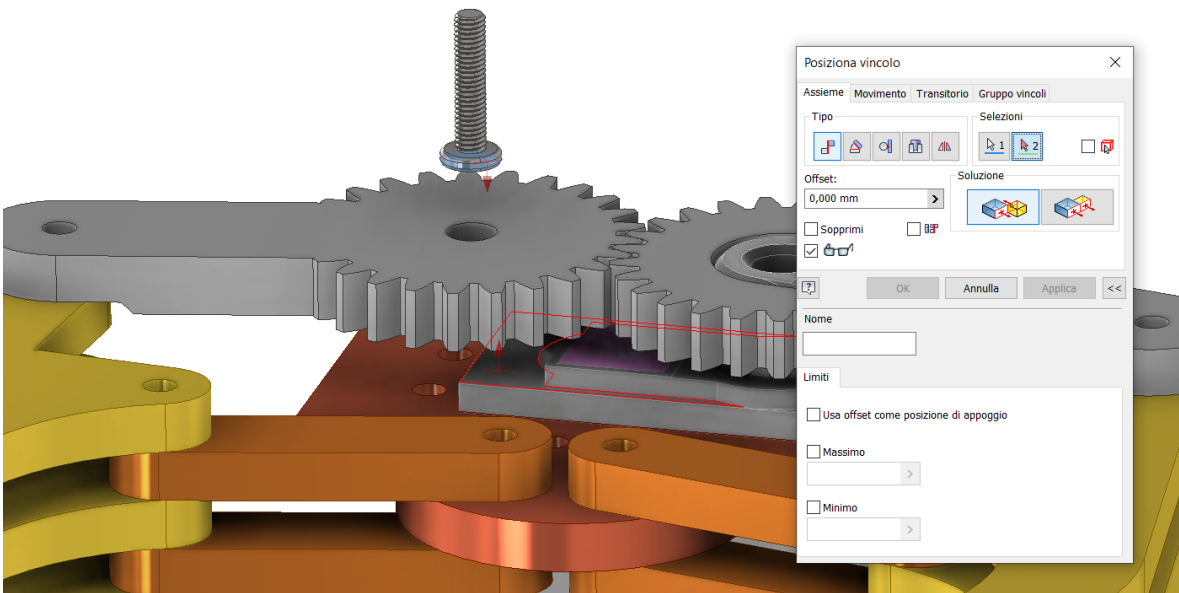 Posiziona vincolo
Assieme Movimento Transitorio Gruppo vincoli
Tipo
Selezioni
1
2
Offset:
0,000 mm
Soluzione
Sopprimi
OK Annulla Applica <<
Nome
Limiti
Usa offset come posizione di appoggio
Massimo
Minimo